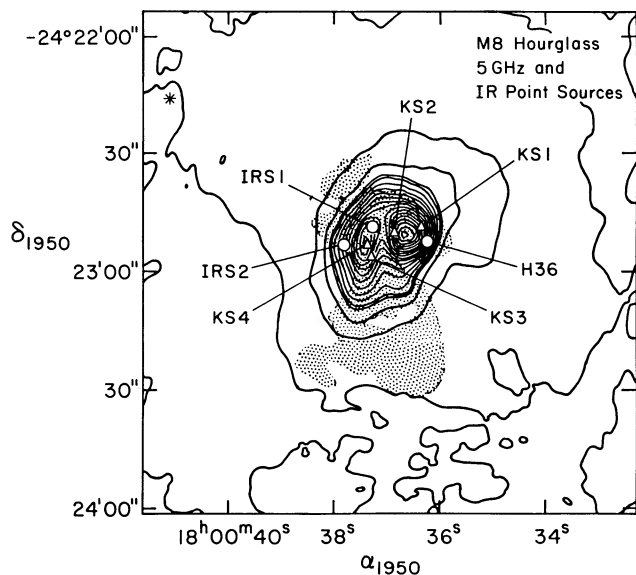 -24°22'00"
M8 Hourglass
5 GHz and
IR Point Sources
KS2
30"
KS1
IRS1
δ1950
IRS2
23'00"
H36
KS4
KS3
30"
24'00"
18ʰ00ᵐ40ˢ
38ˢ
36ˢ
34ˢ
α1950